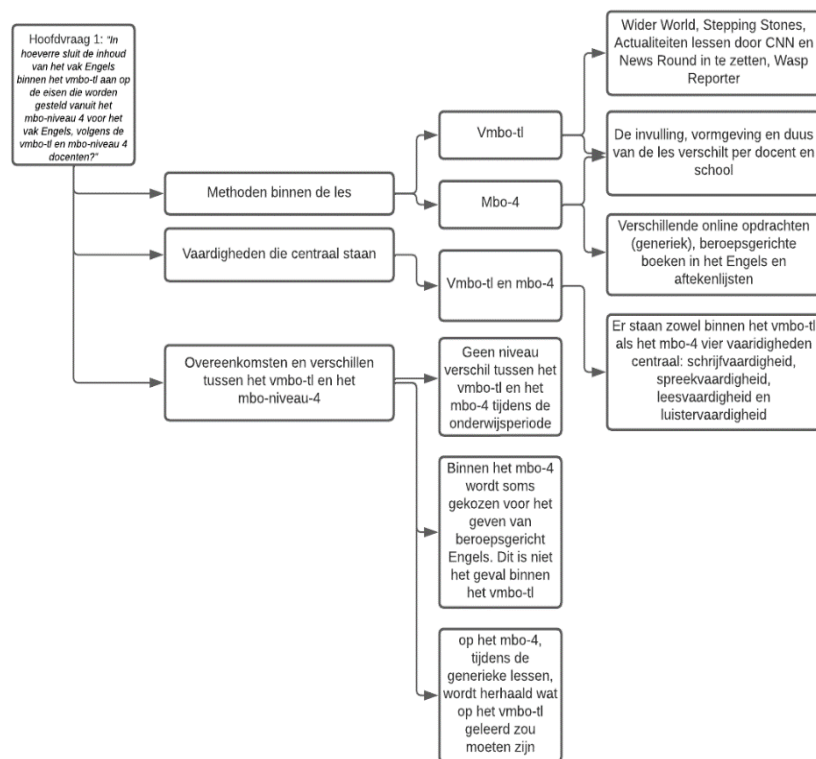 Hoofdvraag 1: "In
hoeverre sluit de inhoud
van het vak Engels
binnen het vmbo-tl aan op
de eisen die worden
gesteld vanuit het
mbo-niveau 4 voor het
vak Engels, volgens de
vmbo-tl en mbo-niveau 4
docenten?"
Methoden binnen de les
Vmbo-tl
Wider World, Stepping Stones,
Actualiteiten lessen door CNN en
News Round in te zetten, Wasp
Reporter
De invulling, vormgeving en duus
van de les verschilt per docent en
school
Mbo-4
Verschillende online opdrachten
(generiek), beroepsgerichte
boeken in het Engels en
aftekenlijsten
Vaardigheden die centraal staan
Vmbo-tl en mbo-4
Er staan zowel binnen het vmbo-tl
als het mbo-4 vier vaaridigheden
centraal: schrijfvaardigheid,
spreekvaardigheid,
leesvaardigheid en
luistervaardigheid
Overeenkomsten en verschillen
tussen het vmbo-tl en het
mbo-niveau-4
Geen niveau
verschil tussen het
vmbo-tl en het
mbo-4 tijdens de
onderwijsperiode
Binnen het mbo-4
wordt soms
gekozen voor het
geven van
beroepsgericht
Engels. Dit is niet
het geval binnen
het vmbo-tl
op het mbo-4,
tijdens de
generieke lessen,
wordt herhaald wat
op het vmbo-tl
geleerd zou
moeten zijn